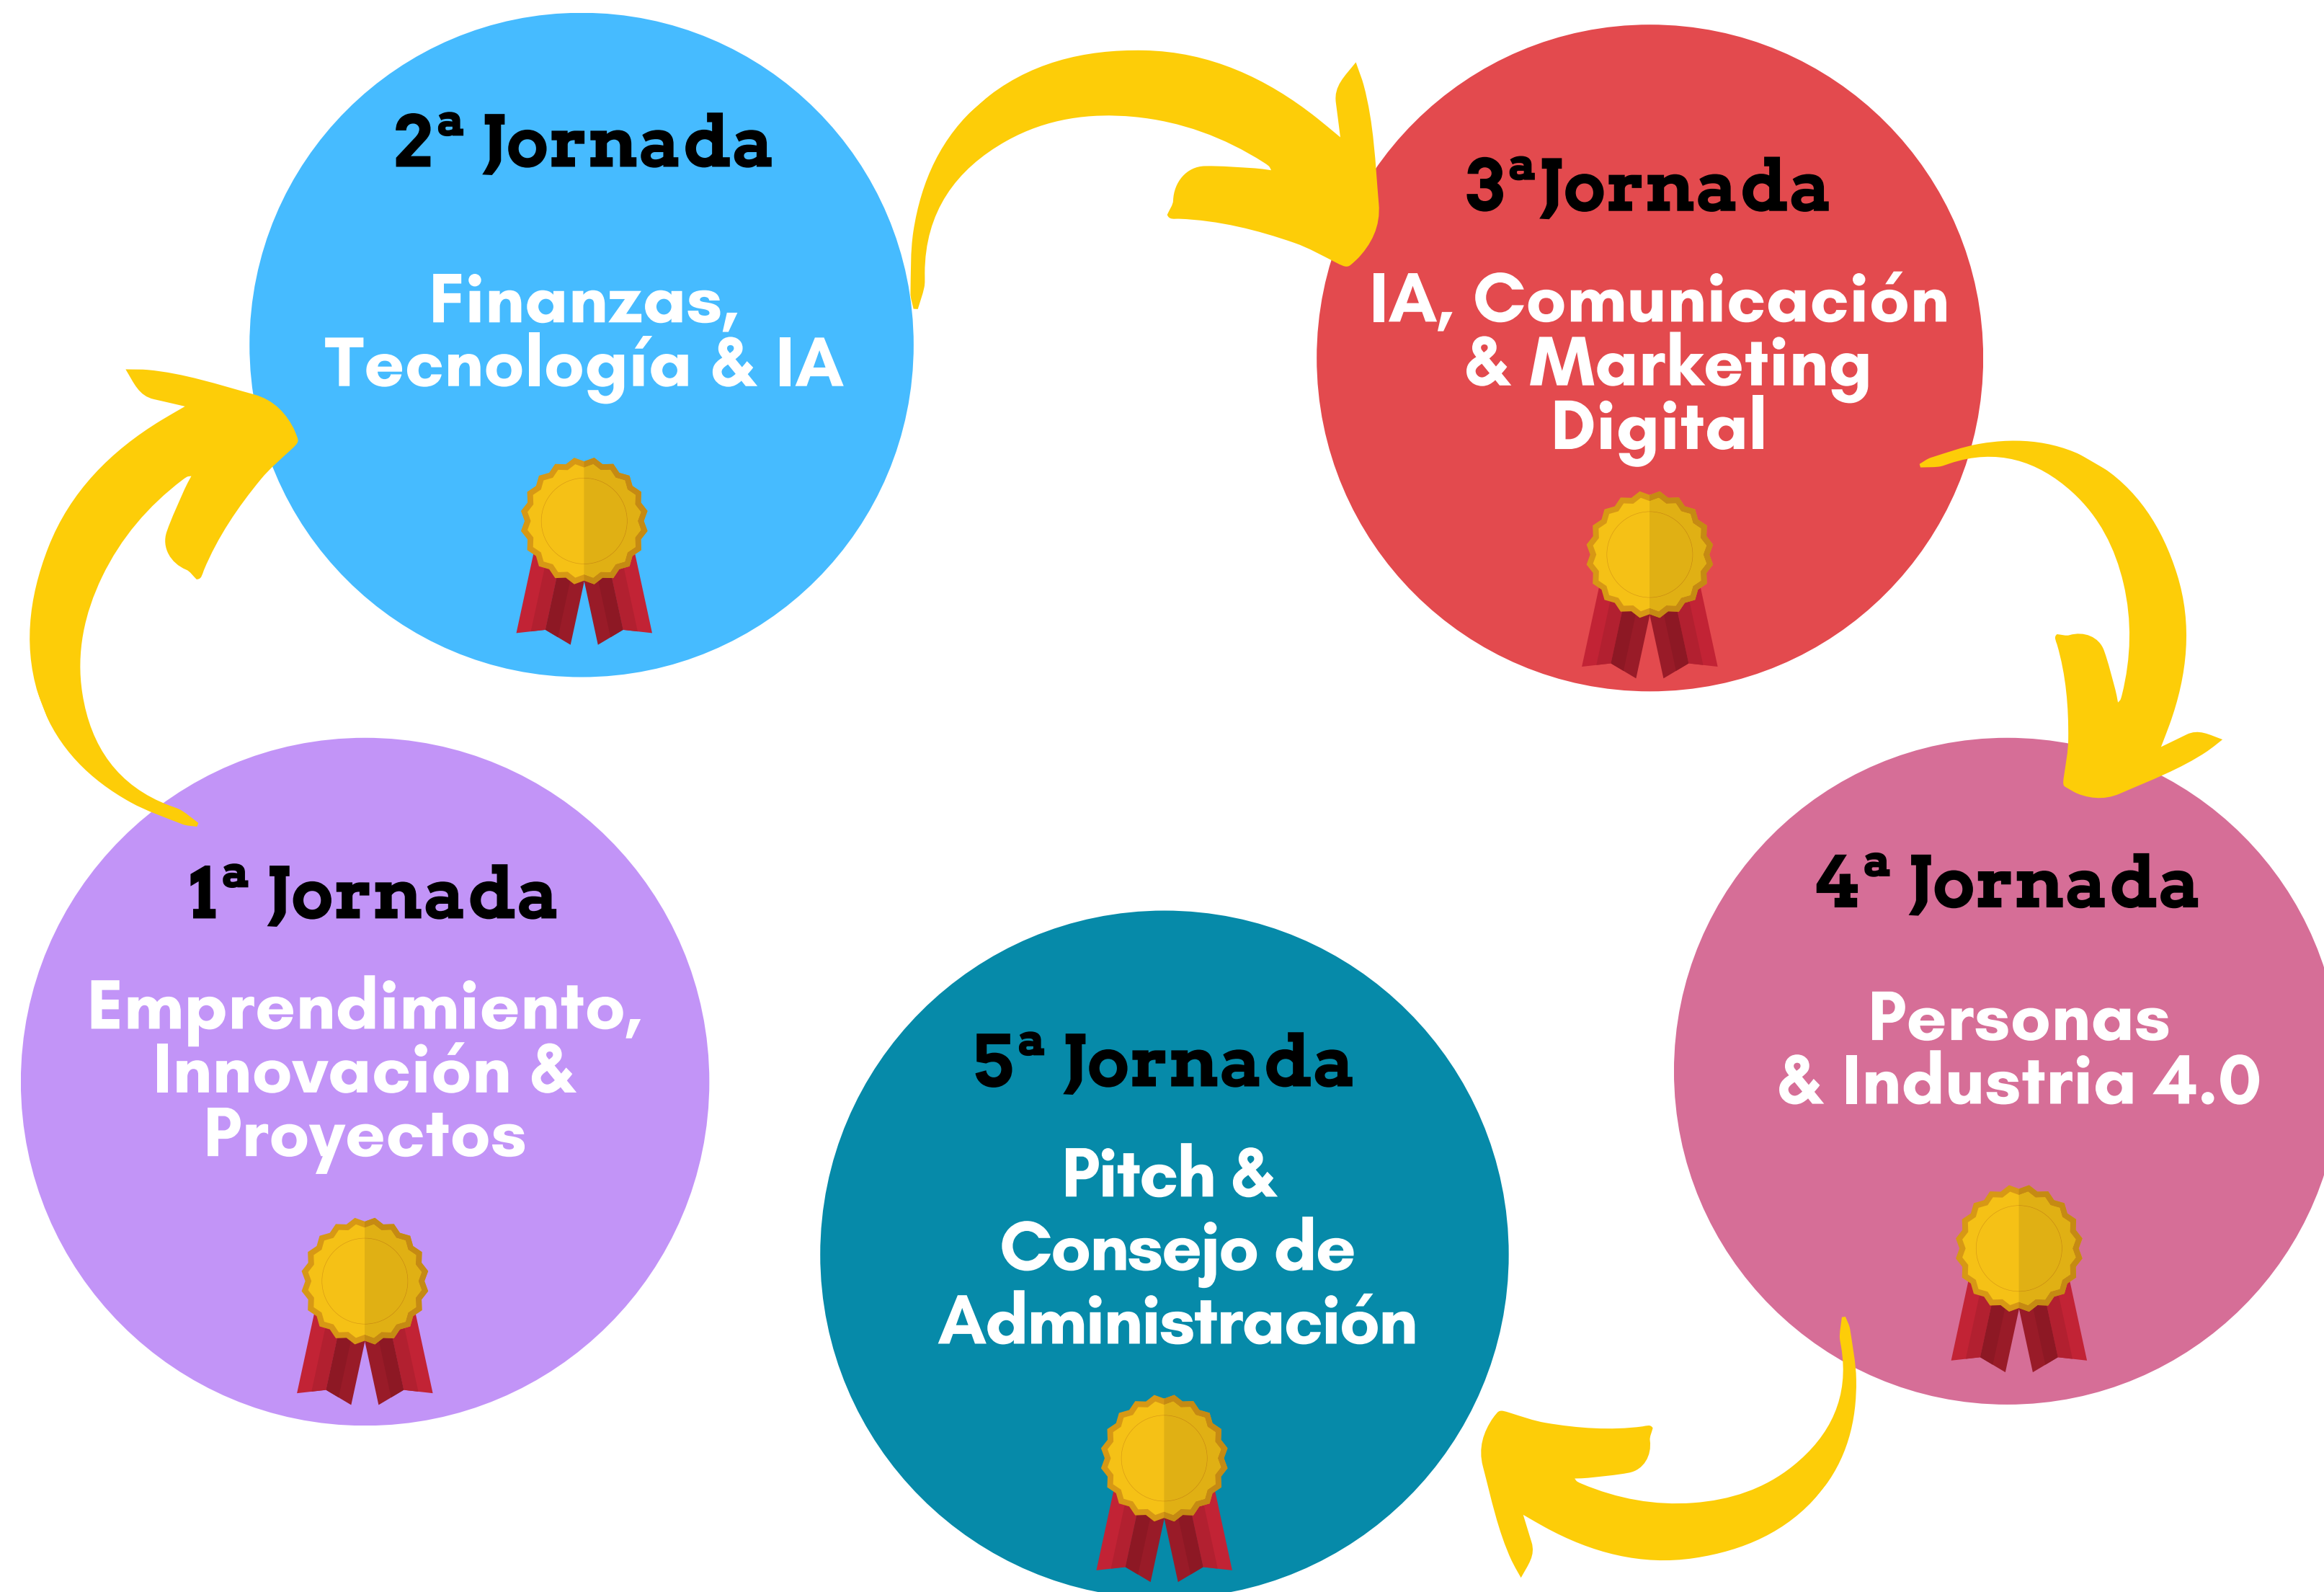 1ª Jornada
Emprendimiento,
Innovación &
Proyectos
2ª Jornada
Finanzas,
Tecnología & IA
3ªJornada
IA, Comunicación
& Marketing
Digital
4ª Jornada
Personas
& Industria 4.0
5ª Jornada
Pitch &
Consejo de
Administración